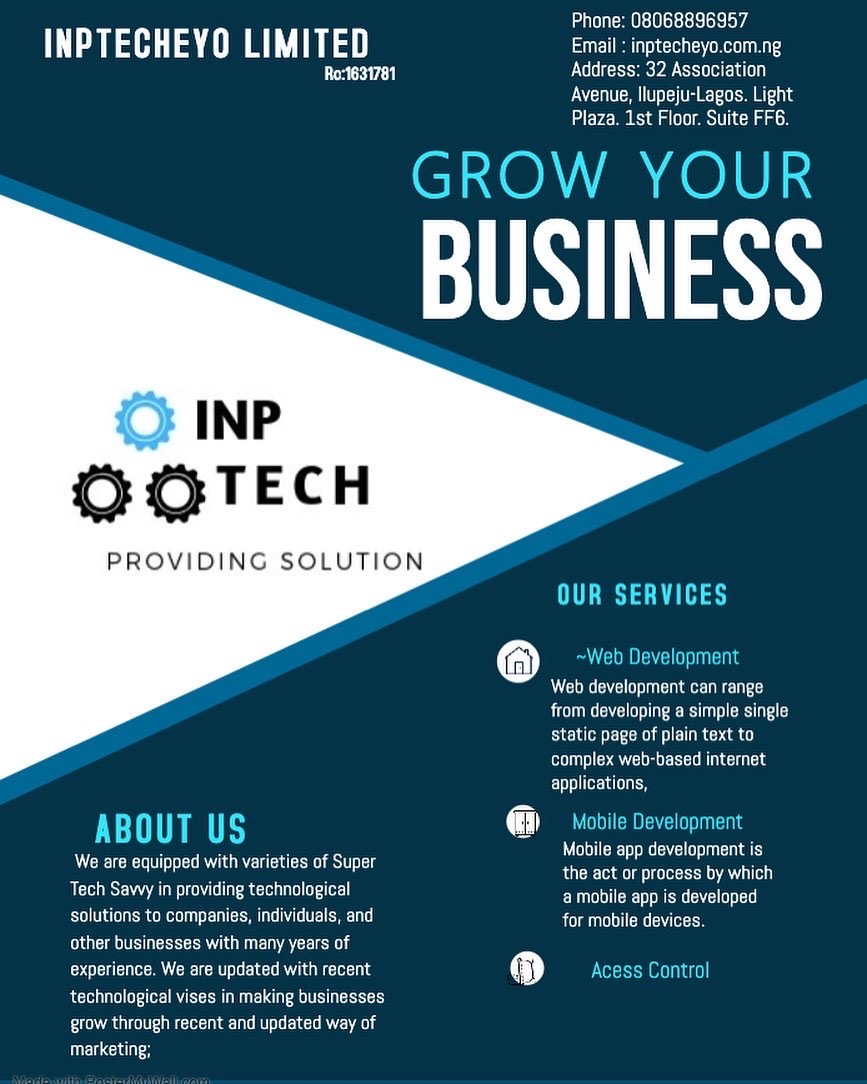 INPTECHEYO LIMITED
Ro:1631781
Phone: 08068896957
Email : inptecheyo.com.ng
Address: 32 Association
Avenue, Ilupeju-Lagos. Light
Plaza. 1st Floor. Suite FF6.
GROW YOUR
BUSINESS
INP
TECH
PROVIDING SOLUTION
OUR SERVICES
~Web Development
Web development can range
from developing a simple single
static page of plain text to
complex web-based internet
applications,
Mobile Development
Mobile app development is
the act or process by which
a mobile app is developed
for mobile devices.
Acess Control
ABOUT US
We are equipped with varieties of Super
Tech Savvy in providing technological
solutions to companies, individuals, and
other businesses with many years of
experience. We are updated with recent
technological vises in making businesses
grow through recent and updated way of
marketing;
Made with PosterMyWall.com